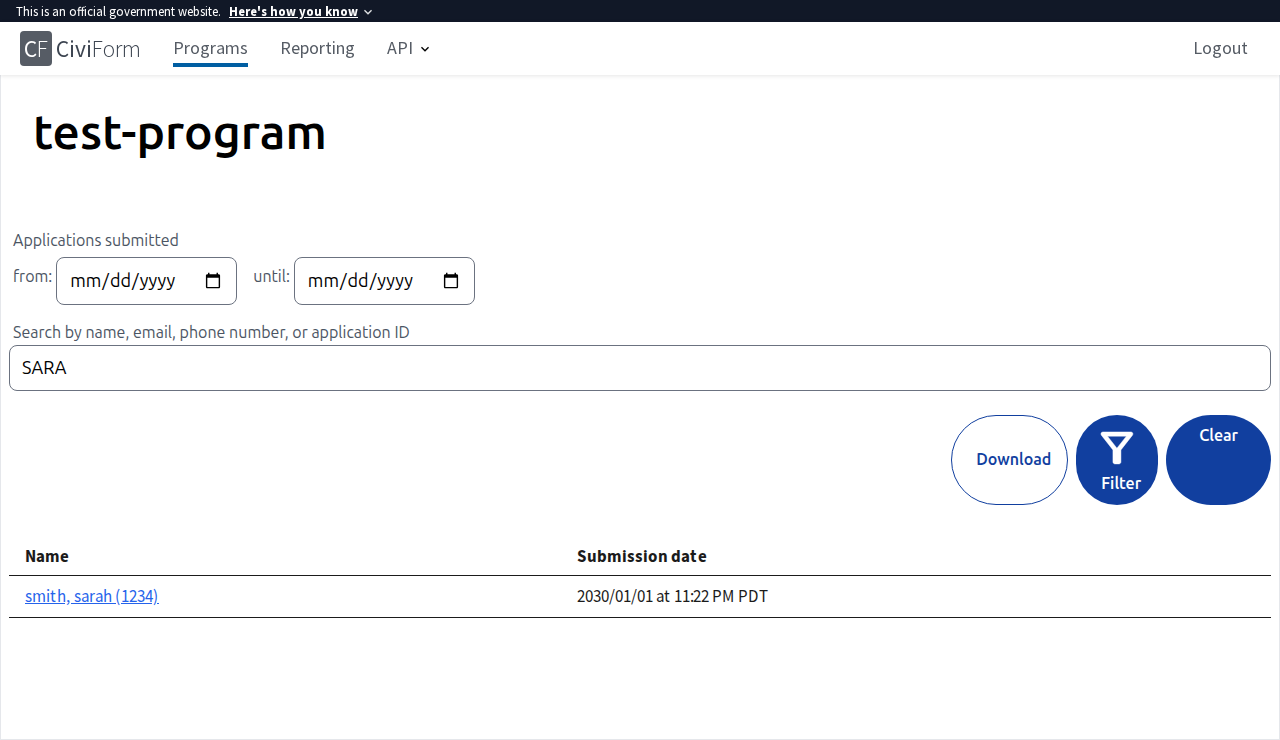 This is an official government website. Here's how you know
CF CiviForm Programs Reporting API Logout
test-program
Applications submitted
from: mm/dd/yyyy until: mm/dd/yyyy
Search by name, email, phone number, or application ID
SARA
Download Filter Clear
Name Submission date
smith, sarah (1234) 2030/01/01 at 11:22 PM PDT